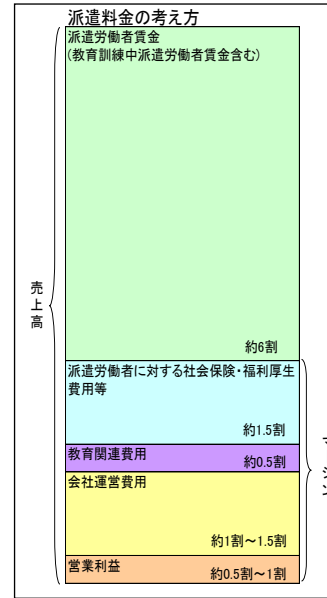 派遣料金の考え方
派遣労働者賃金
(教育訓練中派遣労働者賃金含む)
売上高
約6割
派遣労働者に対する社会保険・福利厚生
費用等
約1.5割
教育関連費用
約0.5割
会社運営費用
約1割～1.5割
営業利益
約0.5割～1割